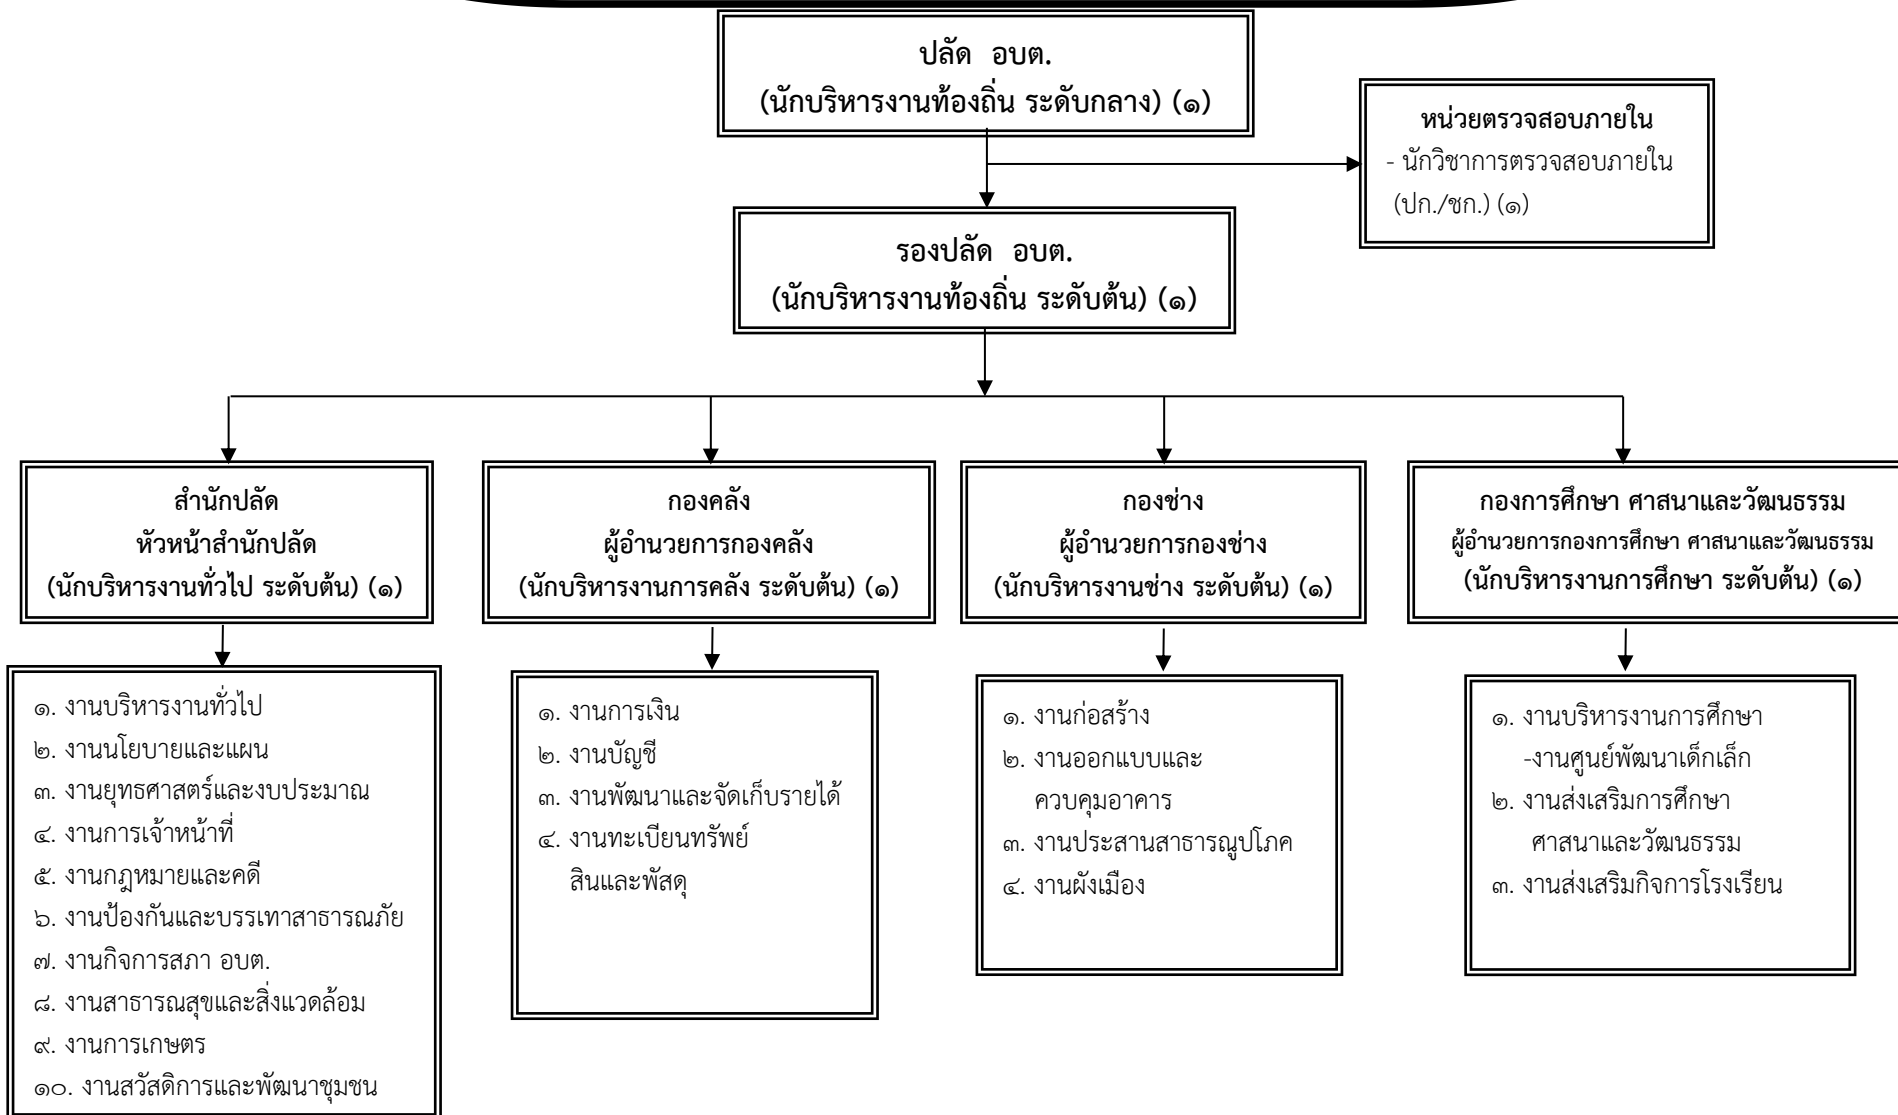 ปลัด อบต.
(นักบริหารงานท้องถิ่น ระดับกลาง) (๑)
หน่วยตรวจสอบภายใน
- นักวิชาการตรวจสอบภายใน
(ปก./ชก.) (๑)
รองปลัด อบต.
(นักบริหารงานท้องถิ่น ระดับต้น) (๑)
สำนักปลัด
หัวหน้าสำนักปลัด
(นักบริหารงานทั่วไป ระดับต้น) (๑)
กองคลัง
ผู้อำนวยการกองคลัง
(นักบริหารงานการคลัง ระดับต้น) (๑)
กองช่าง
ผู้อำนวยการกองช่าง
(นักบริหารงานช่าง ระดับต้น) (๑)
กองการศึกษา ศาสนาและวัฒนธรรม
ผู้อำนวยการกองการศึกษา ศาสนาและวัฒนธรรม
(นักบริหารงานการศึกษา ระดับต้น) (๑)
๑. งานบริหารงานทั่วไป
๒. งานนโยบายและแผน
๓. งานยุทธศาสตร์และงบประมาณ
๔. งานการเจ้าหน้าที่
๕. งานกฎหมายและคดี
๖. งานป้องกันและบรรเทาสาธารณภัย
๗. งานกิจการสภา อบต.
๘. งานสาธารณสุขและสิ่งแวดล้อม
๙. งานการเกษตร
๑๐. งานสวัสดิการและพัฒนาชุมชน
๑. งานการเงิน
๒. งานบัญชี
๓. งานพัฒนาและจัดเก็บรายได้
๔. งานทะเบียนทรัพย์
สินและพัสดุ
๑. งานก่อสร้าง
๒. งานออกแบบและ
ควบคุมอาคาร
๓. งานประสานสาธารณูปโภค
๔. งานผังเมือง
๑. งานบริหารงานการศึกษา
-งานศูนย์พัฒนาเด็กเล็ก
๒. งานส่งเสริมการศึกษา
ศาสนาและวัฒนธรรม
๓. งานส่งเสริมกิจการโรงเรียน